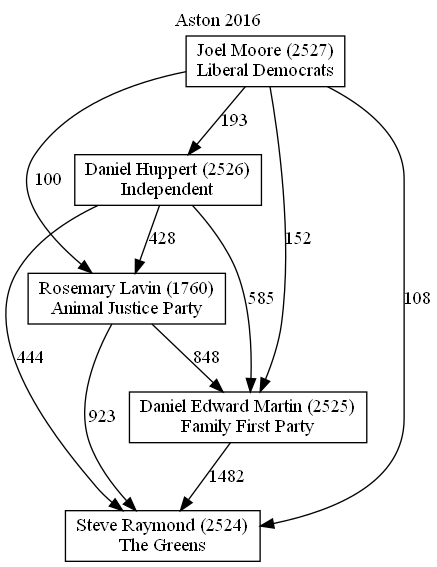 Aston 2016
Joel Moore (2527)
Liberal Democrats
193
Daniel Huppert (2526)
Independent
100
428
152
Rosemary Lavin (1760)
Animal Justice Party
585
108
444
848
923
Daniel Edward Martin (2525)
Family First Party
1482
Steve Raymond (2524)
The Greens